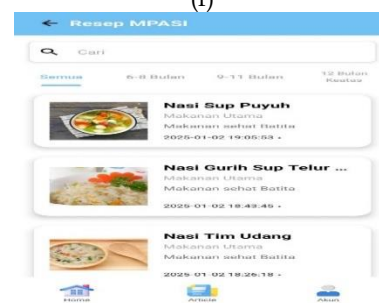 (1)
← Resep MPASI
Cari
Semua 6-8 Bulan 9-11 Bulan 12 Bulan Keatas
Nasi Sup Puyuh
Makanan Utama
Makanan sehat Batita
2025-01-02 19:05:53 -
Nasi Gurih Sup Telur ...
Makanan Utama
Makanan sehat Batita
2025-01-02 18:43:45 -
Nasi Tim Udang
Makanan Utama
Makanan sehat Batita
2025-01-02 18:26:18 -
Home Article Akun